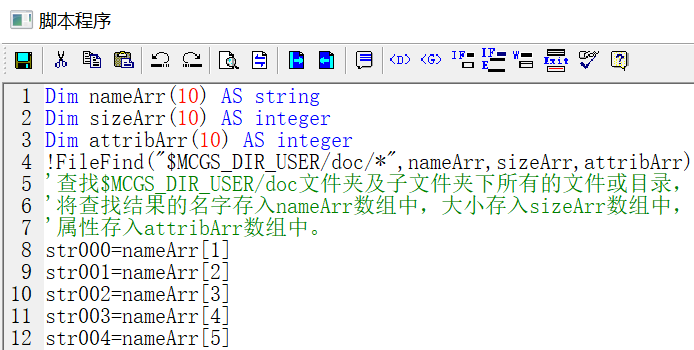 脚本程序
<D> <G> IF IF E W Exit
1 Dim nameArr(10) AS string
2 Dim sizeArr(10) AS integer
3 Dim attribArr(10) AS integer
4 !FileFind("$MCGS_DIR_USER/doc/*",nameArr,sizeArr,attribArr)
5 '查找$MCGS_DIR_USER/doc文件夹及子文件夹下所有的文件或目录，
6 '将查找结果的名字存入nameArr数组中，大小存入sizeArr数组中，
7 '属性存入attribArr数组中。
8 str000=nameArr[1]
9 str001=nameArr[2]
10 str002=nameArr[3]
11 str003=nameArr[4]
12 str004=nameArr[5]